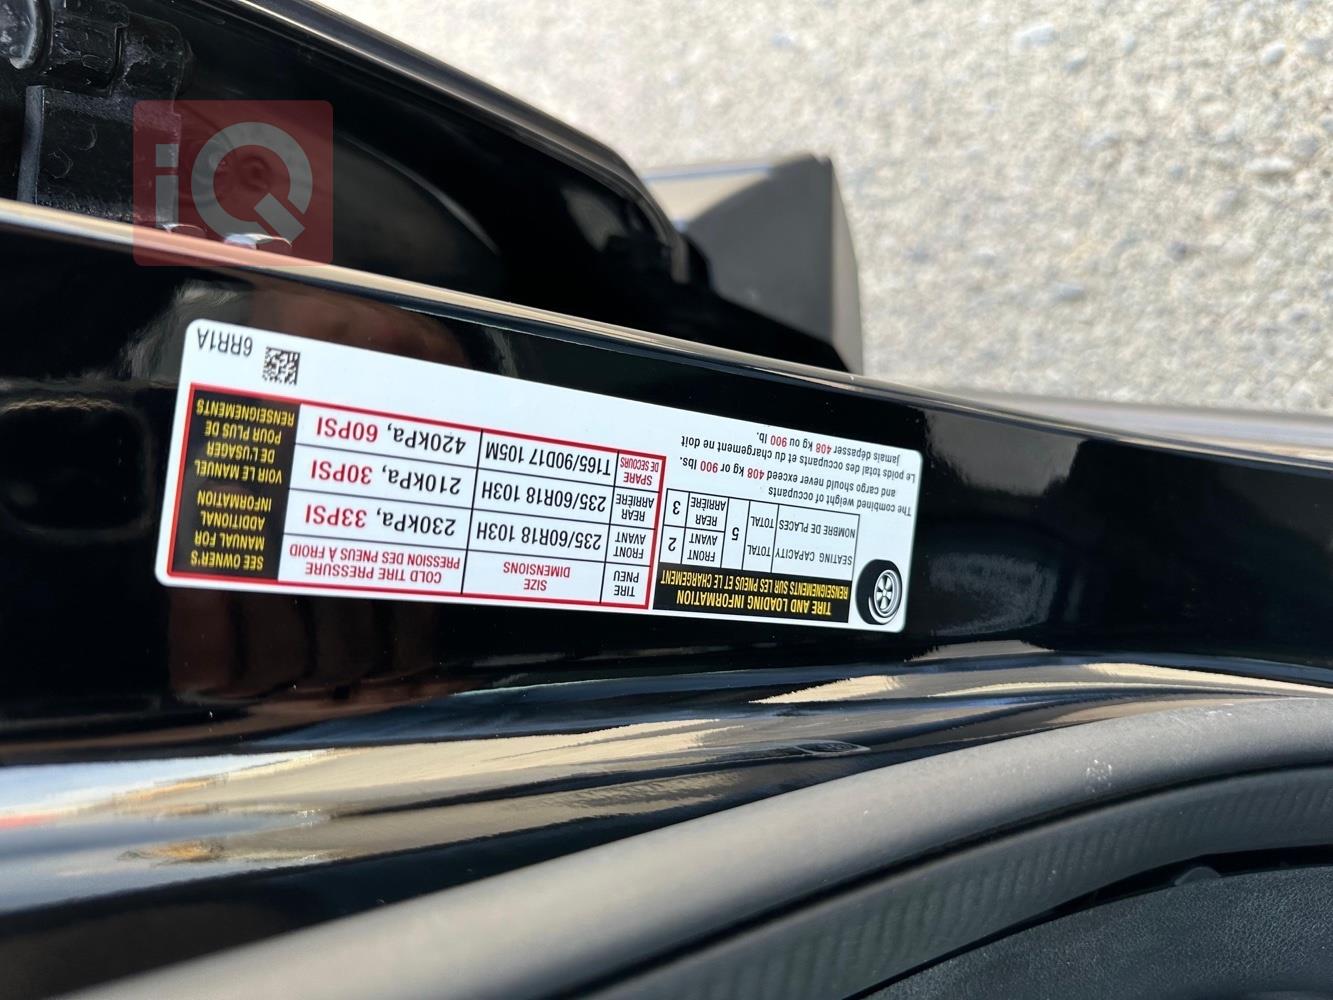 iQ
TIRE AND LOADING INFORMATION
RENSEIGNEMENTS SUR LES PNEUS ET LE CHARGEMENT
SEATING CAPACITY
NOMBRE DE PLACES
TOTAL
TOTAL
5
FRONT
AVANT
2
REAR
ARRIÈRE
3
The combined weight of occupants
and cargo should never exceed 408 kg or 900 lbs.
Le poids total des occupants et du chargement ne doit
jamais dépasser 408 kg ou 900 lb.
TIRE
PNEU
SIZE
DIMENSIONS
COLD TIRE PRESSURE
PRESSION DES PNEUS À FROID
FRONT
AVANT
235/60R18 103H
230kPa, 33PSI
REAR
ARRIÈRE
235/60R18 103H
210kPa, 30PSI
SPARE
DE SECOURS
T165/90D17 105M
420kPa, 60PSI
SEE OWNER'S
MANUAL FOR
ADDITIONAL
INFORMATION
VOIR LE MANUEL
DE L'USAGER
POUR PLUS DE
RENSEIGNEMENTS
6RR1A